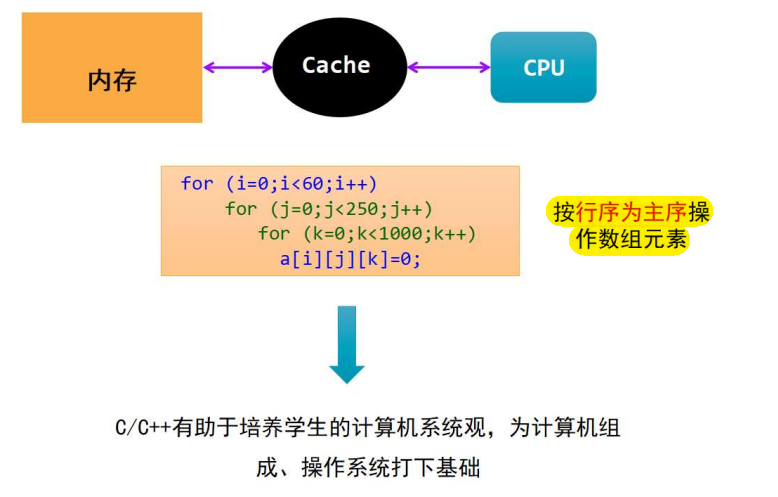 内存
Cache
CPU
for (i=0;i<60;i++)
for (j=0;j<250;j++)
for (k=0;k<1000;k++)
a[i][j][k]=0;
按行序为主序操
作数组元素
C/C++有助于培养学生的计算机系统观，为计算机组
成、操作系统打下基础